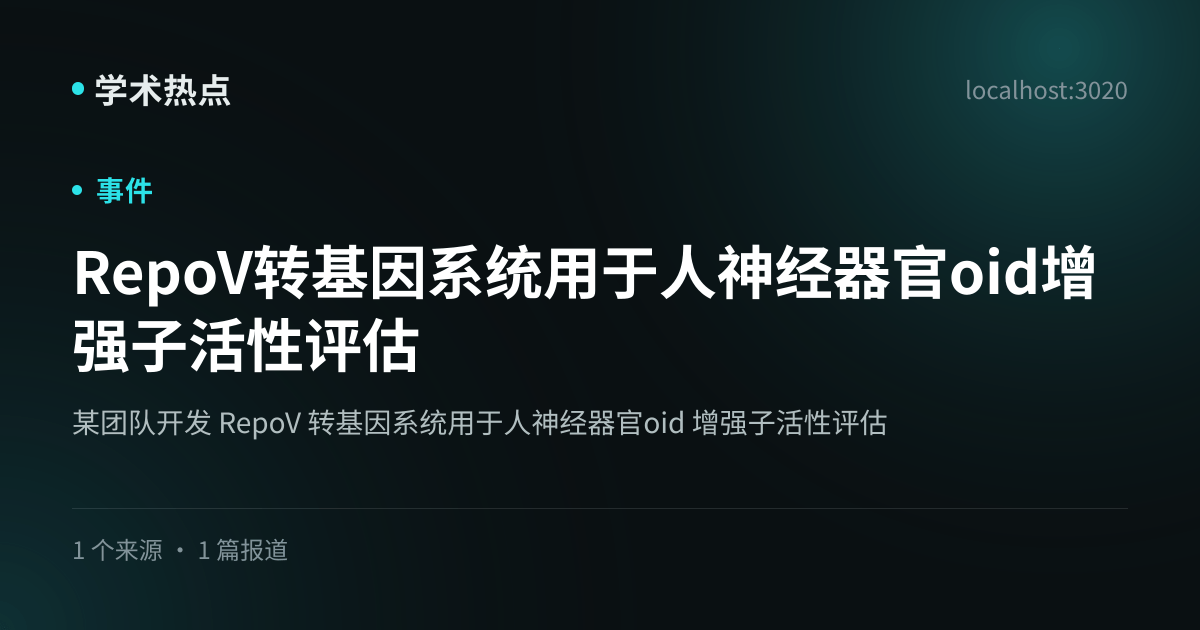 学术热点
localhost:3020
事件
RepoV转基因系统用于人神经器官oid增
强子活性评估
某团队开发 RepoV 转基因系统用于人神经器官oid 增强子活性评估
1 个来源 · 1 篇报道